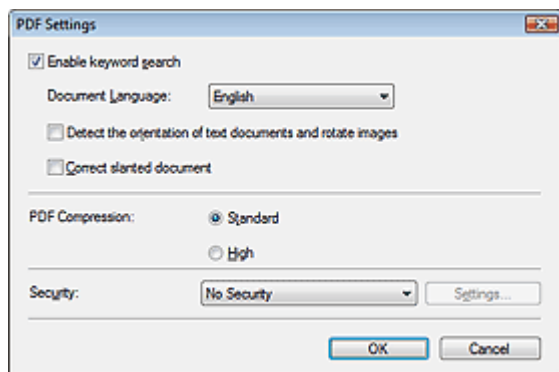 PDF Settings
Enable keyword search
Document Language: English
Detect the orientation of text documents and rotate images
Correct slanted document
PDF Compression: Standard
High
Security: No Security Settings...
OK Cancel